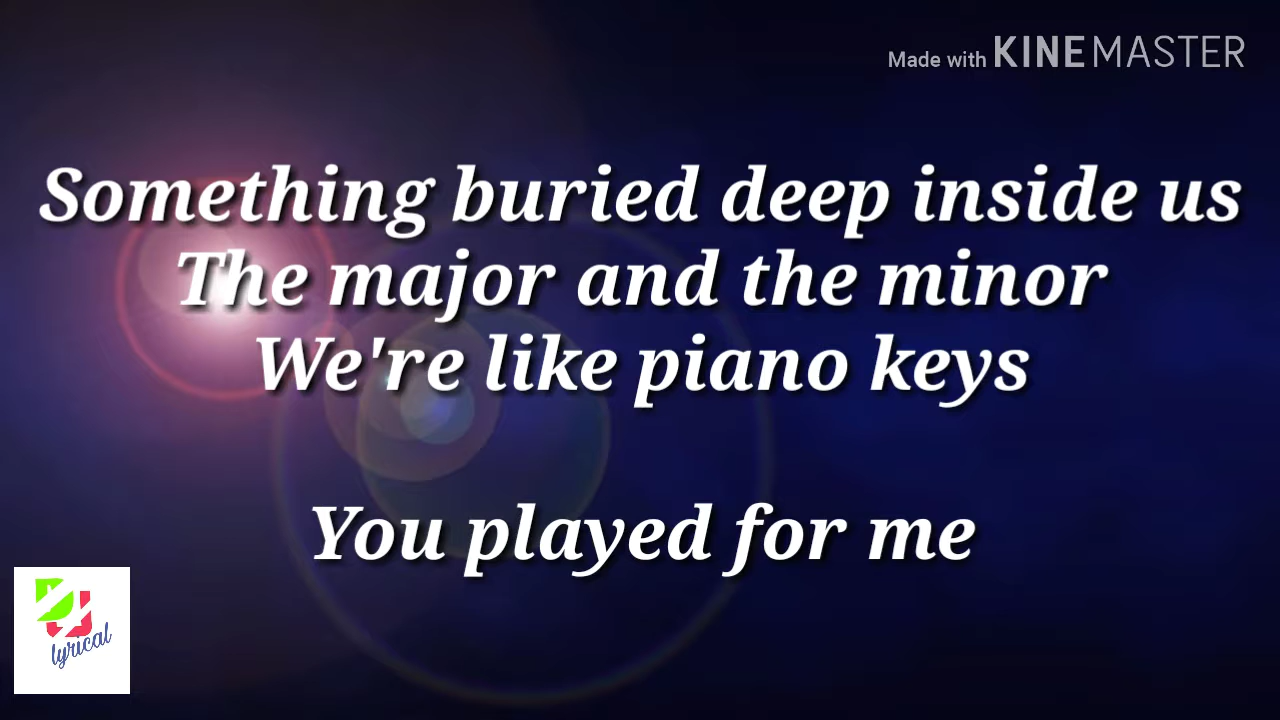 Made with KINEMASTER
Something buried deep inside us
The major and the minor
We're like piano keys
You played for me
lyrical